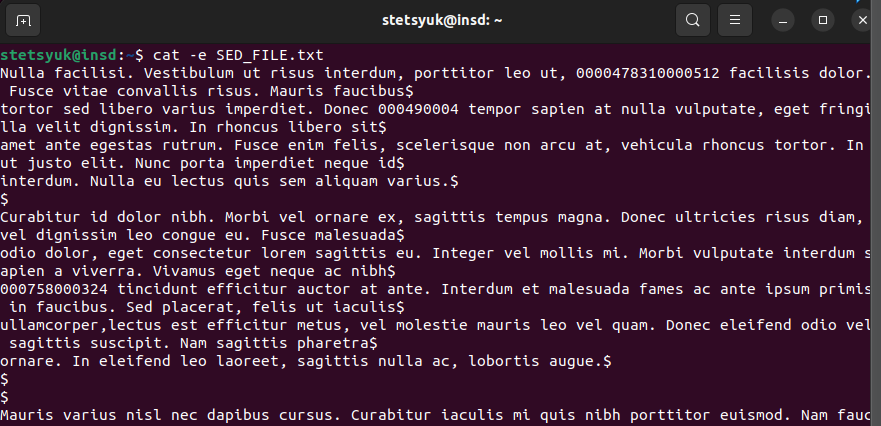 stetsyuk@insd: ~
stetsyuk@insd:~$ cat -e SED_FILE.txt
Nulla facilisi. Vestibulum ut risus interdum, porttitor leo ut, 0000478310000512 facilisis dolor.
 Fusce vitae convallis risus. Mauris faucibus$
tortor sed libero varius imperdiet. Donec 000490004 tempor sapien at nulla vulputate, eget fringi
lla velit dignissim. In rhoncus libero sit$
amet ante egestas rutrum. Fusce enim felis, scelerisque non arcu at, vehicula rhoncus tortor. In
ut justo elit. Nunc porta imperdiet neque id$
interdum. Nulla eu lectus quis sem aliquam varius.$
$
Curabitur id dolor nibh. Morbi vel ornare ex, sagittis tempus magna. Donec ultricies risus diam,
vel dignissim leo congue eu. Fusce malesuada$
odio dolor, eget consectetur lorem sagittis eu. Integer vel mollis mi. Morbi vulputate interdum s
apien a viverra. Vivamus eget neque ac nibh$
000758000324 tincidunt efficitur auctor at ante. Interdum et malesuada fames ac ante ipsum primis
 in faucibus. Sed placerat, felis ut iaculis$
ullamcorper,lectus est efficitur metus, vel molestie mauris leo vel quam. Donec eleifend odio vel
 sagittis suscipit. Nam sagittis pharetra$
ornare. In eleifend leo laoreet, sagittis nulla ac, lobortis augue.$
$
$
Mauris varius nisl nec dapibus cursus. Curabitur iaculis mi quis nibh porttitor euismod. Nam fauc